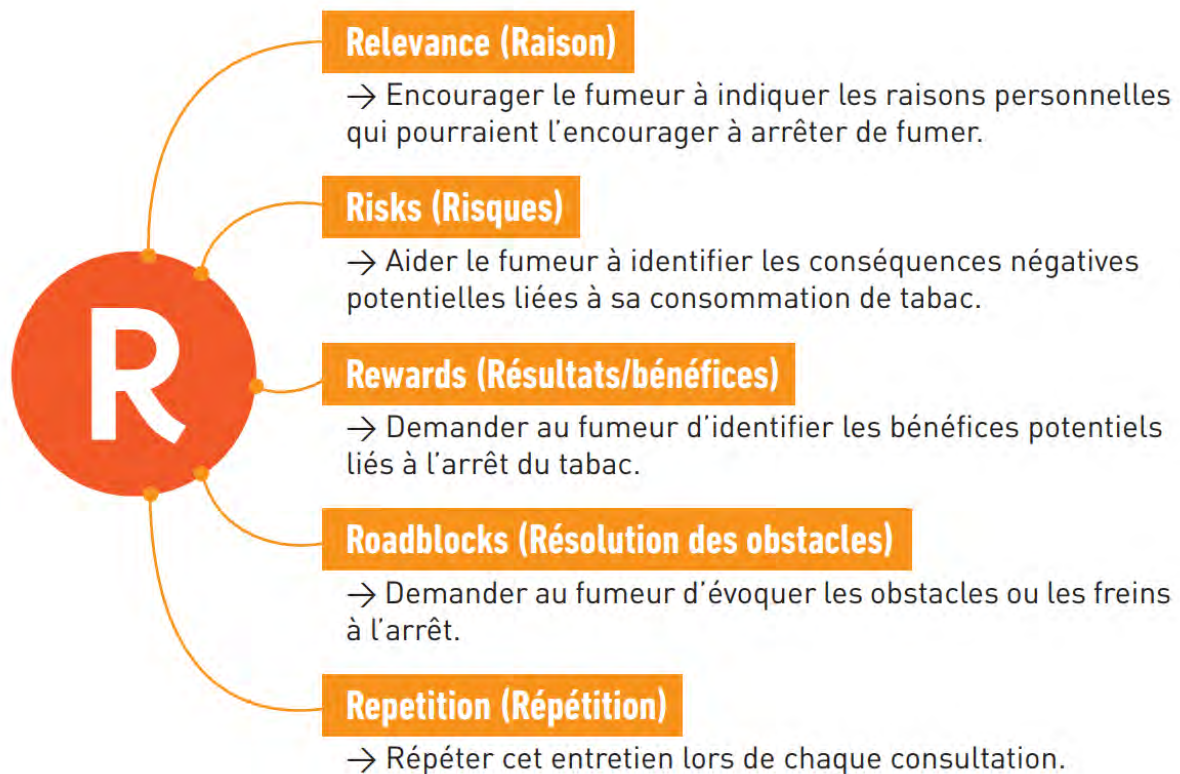 Relevance (Raison)
→ Encourager le fumeur à indiquer les raisons personnelles
qui pourraient l'encourager à arrêter de fumer.
Risks (Risques)
→ Aider le fumeur à identifier les conséquences négatives
potentielles liées à sa consommation de tabac.
R
Rewards (Résultats/bénéfices)
→ Demander au fumeur d'identifier les bénéfices potentiels
liés à l'arrêt du tabac.
Roadblocks (Résolution des obstacles)
→ Demander au fumeur d'évoquer les obstacles ou les freins
à l'arrêt.
Repetition (Répétition)
→ Répéter cet entretien lors de chaque consultation.